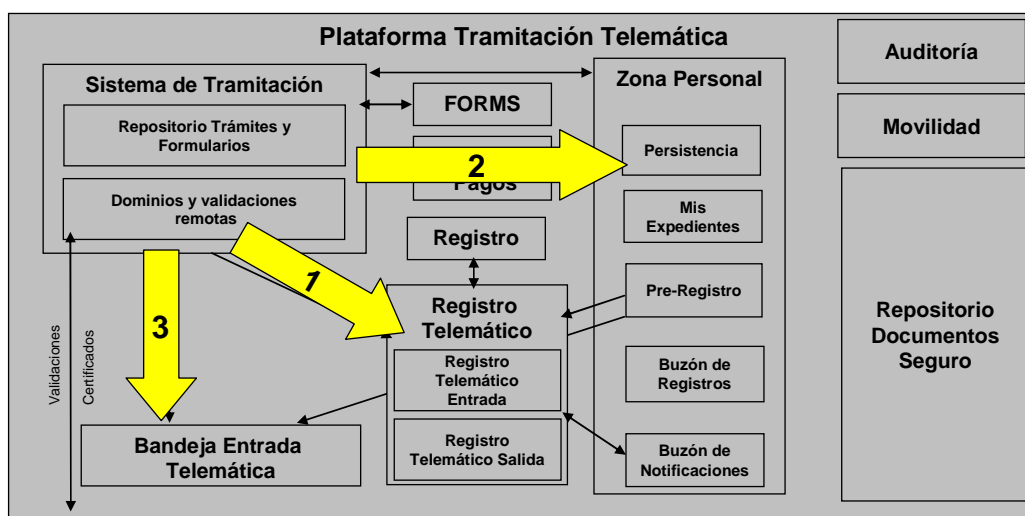 Plataforma Tramitación Telemática
Auditoría
Movilidad
Repositorio
Documentos
Seguro
Sistema de Tramitación
Repositorio Trámites y
Formularios
Dominios y validaciones
remotas
FORMS
2
Pagos
Registro
Zona Personal
Persistencia
Mis
Expedientes
Pre-Registro
Buzón de
Registros
Buzón de
Notificaciones
1
3
Registro
Telemático
Registro
Telemático
Entrada
Registro
Telemático Salida
Validaciones
Certificados
Bandeja Entrada
Telemática